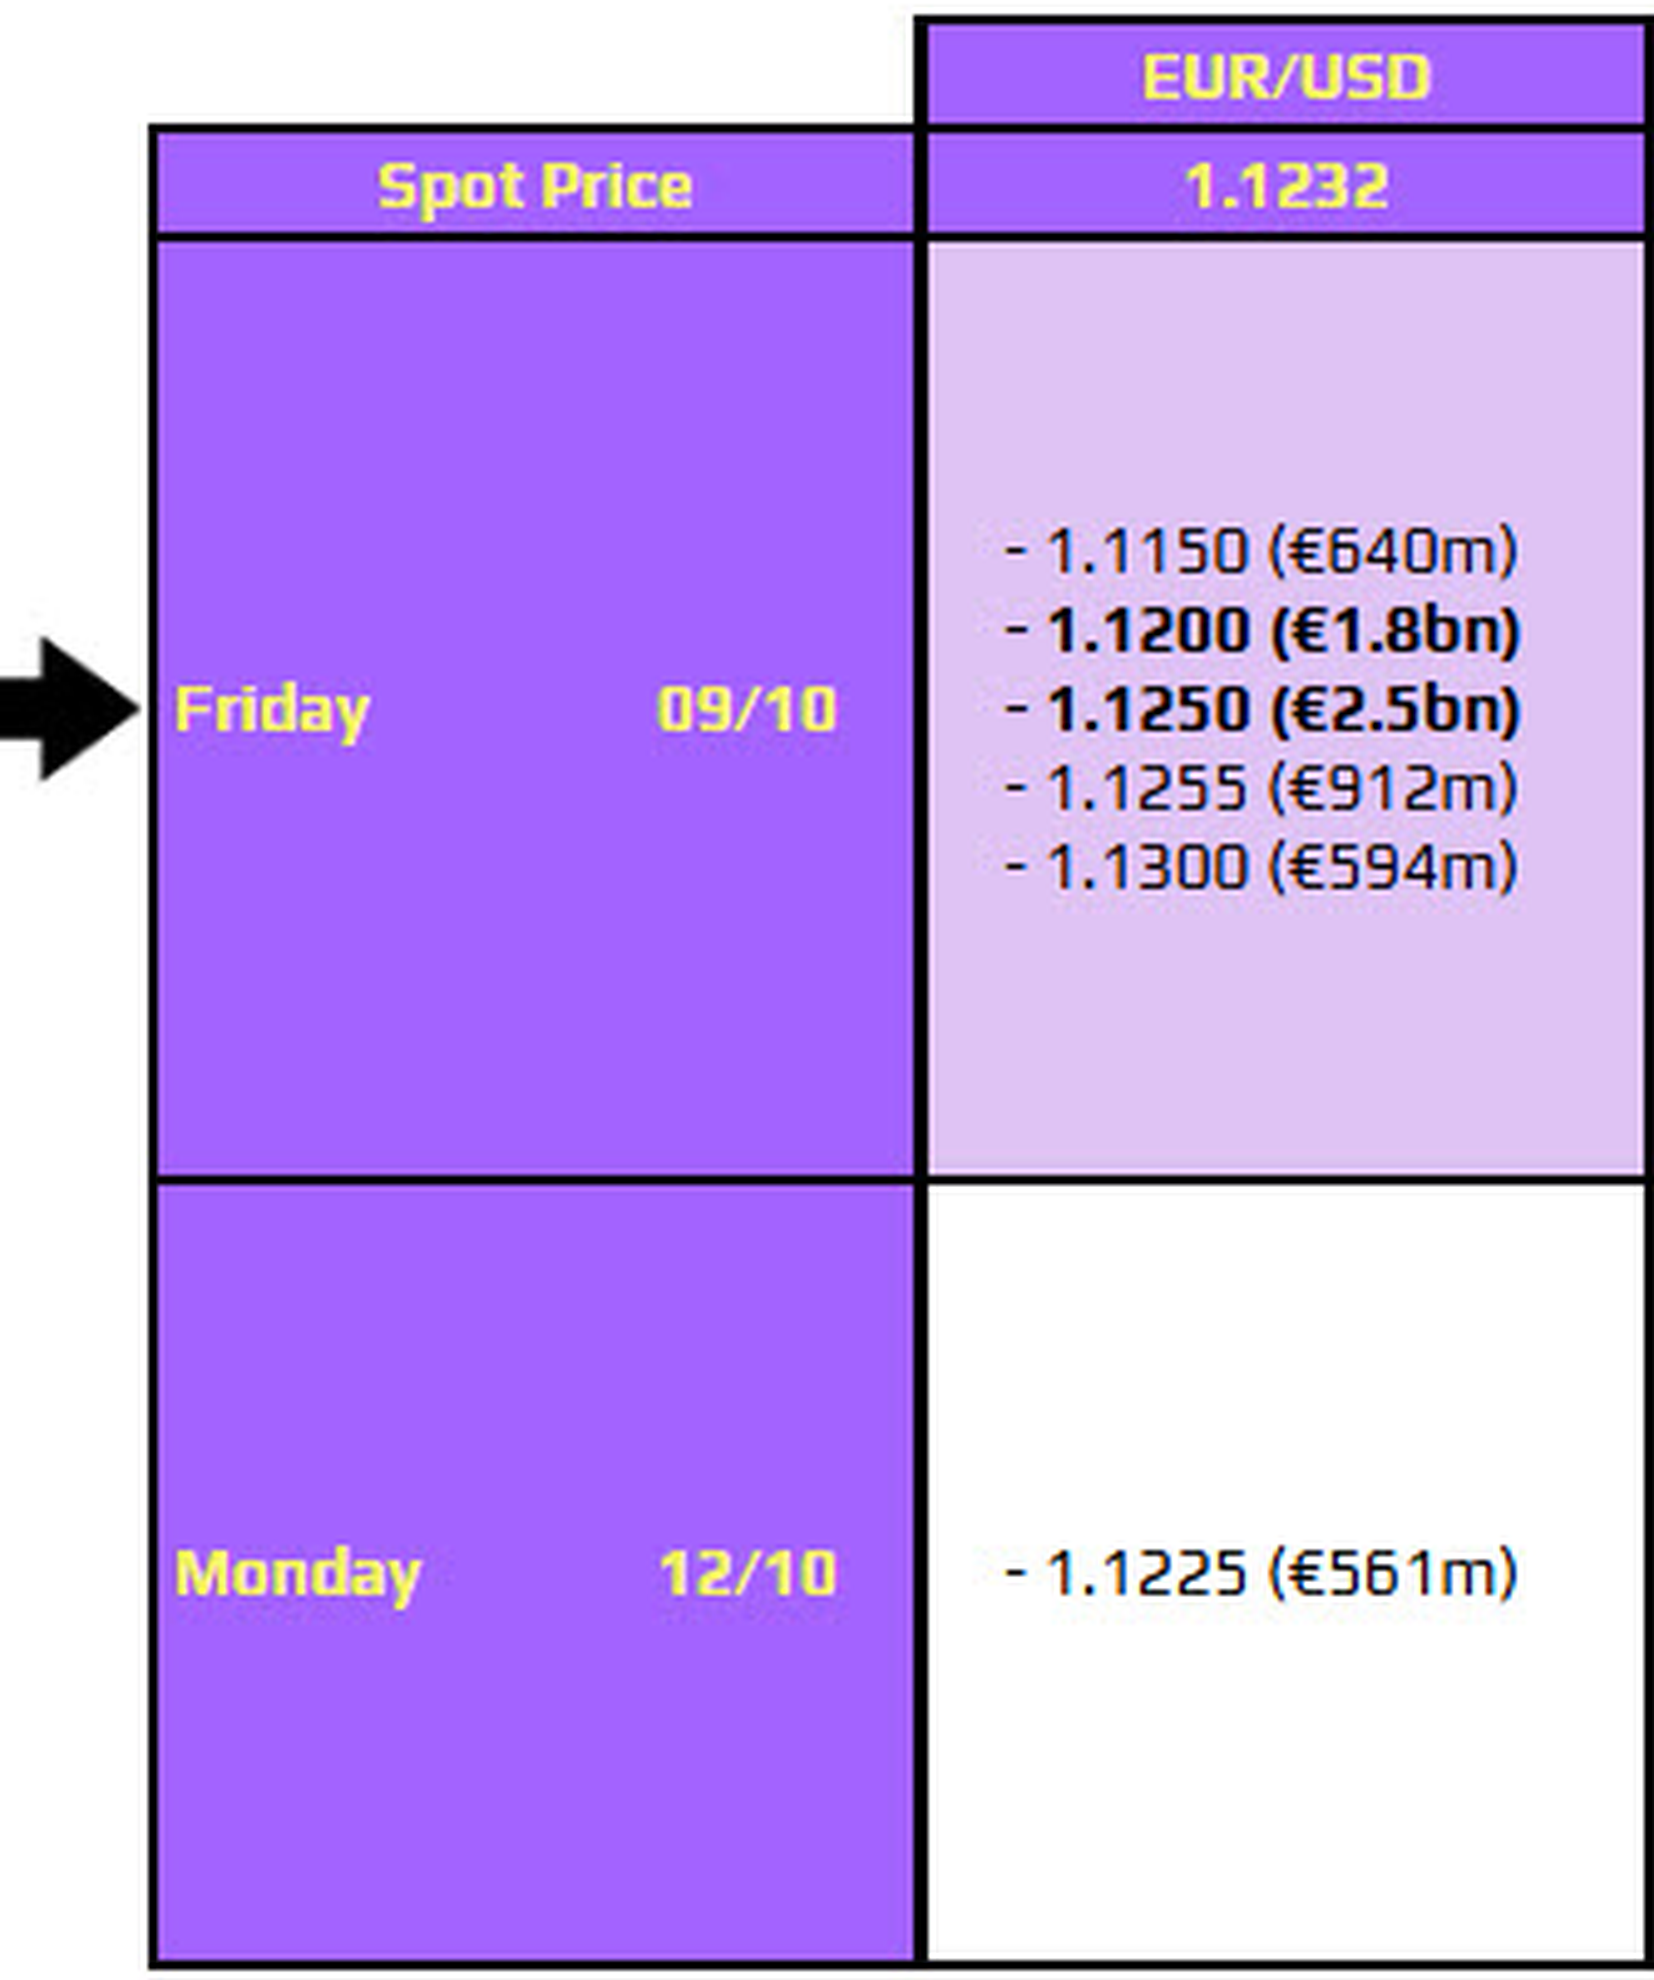 EUR/USD
Spot Price 1.1232
Friday 09/10
- 1.1150 (€640m)
- 1.1200 (€1.8bn)
- 1.1250 (€2.5bn)
- 1.1255 (€912m)
- 1.1300 (€594m)
Monday 12/10 - 1.1225 (€561m)